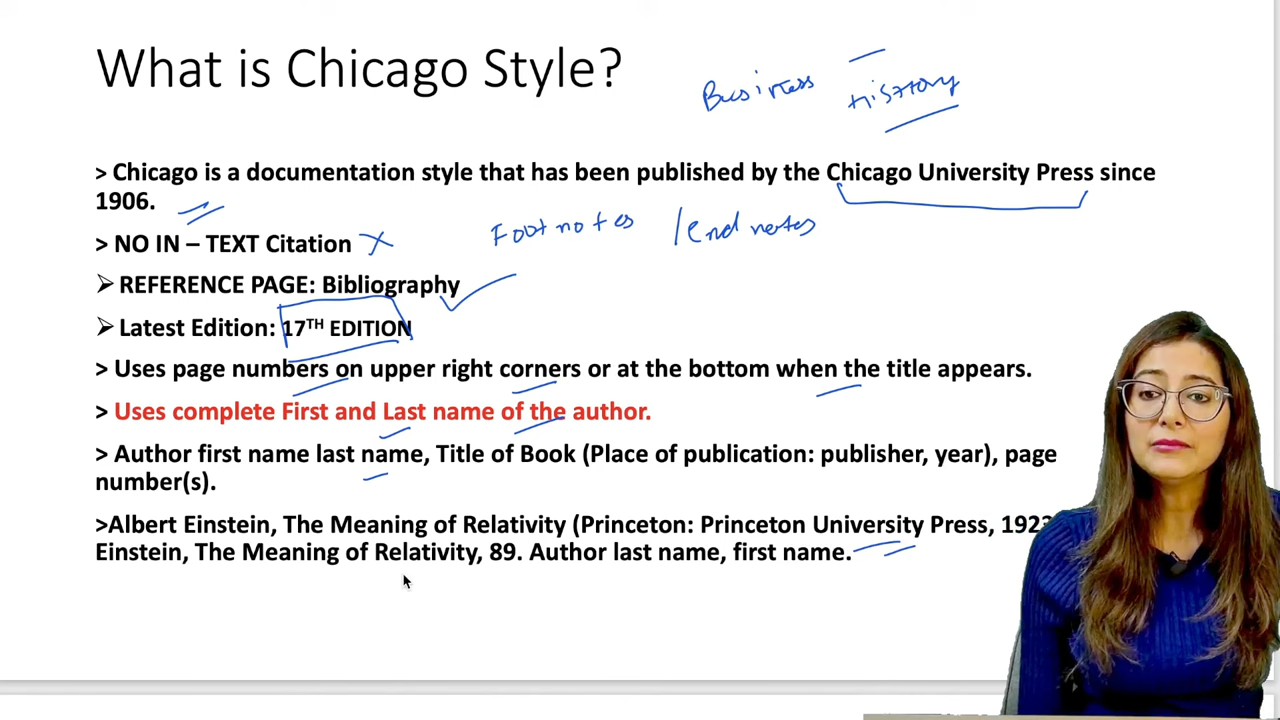 What is Chicago Style?
Business History
> Chicago is a documentation style that has been published by the Chicago University Press since
1906.
Footnotes /endnotes
> NO IN – TEXT Citation X
➢ REFERENCE PAGE: Bibliography
➢ Latest Edition: 17TH EDITION
> Uses page numbers on upper right corners or at the bottom when the title appears.
> Uses complete First and Last name of the author.
> Author first name last name, Title of Book (Place of publication: publisher, year), page
number(s).
>Albert Einstein, The Meaning of Relativity (Princeton: Princeton University Press,
Einstein, The Meaning of Relativity, 89. Author last name, first name.